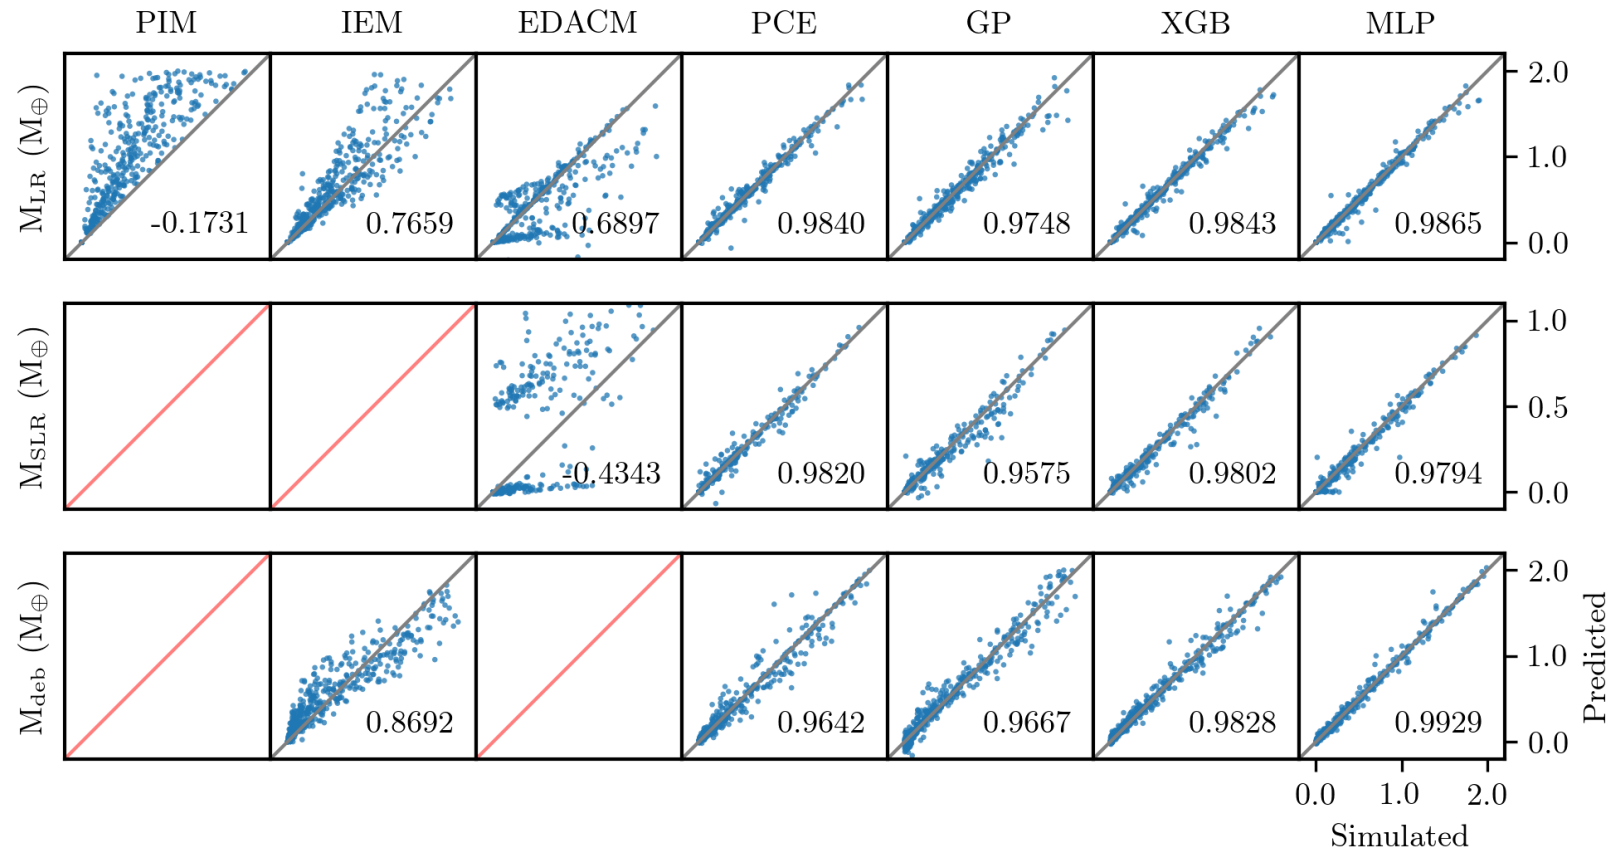 PIM IEM EDACM PCE GP XGB MLP
M_LR (M_⊕) -0.1731 0.7659 0.6897 0.9840 0.9748 0.9843 0.9865
2.0
1.0
0.0
M_SLR (M_⊕) -0.4343 0.9820 0.9575 0.9802 0.9794
1.0
0.5
0.0
M_deb (M_⊕) 0.8692 0.9642 0.9667 0.9828 0.9929
2.0
1.0
0.0
Predicted
0.0 1.0 2.0
Simulated